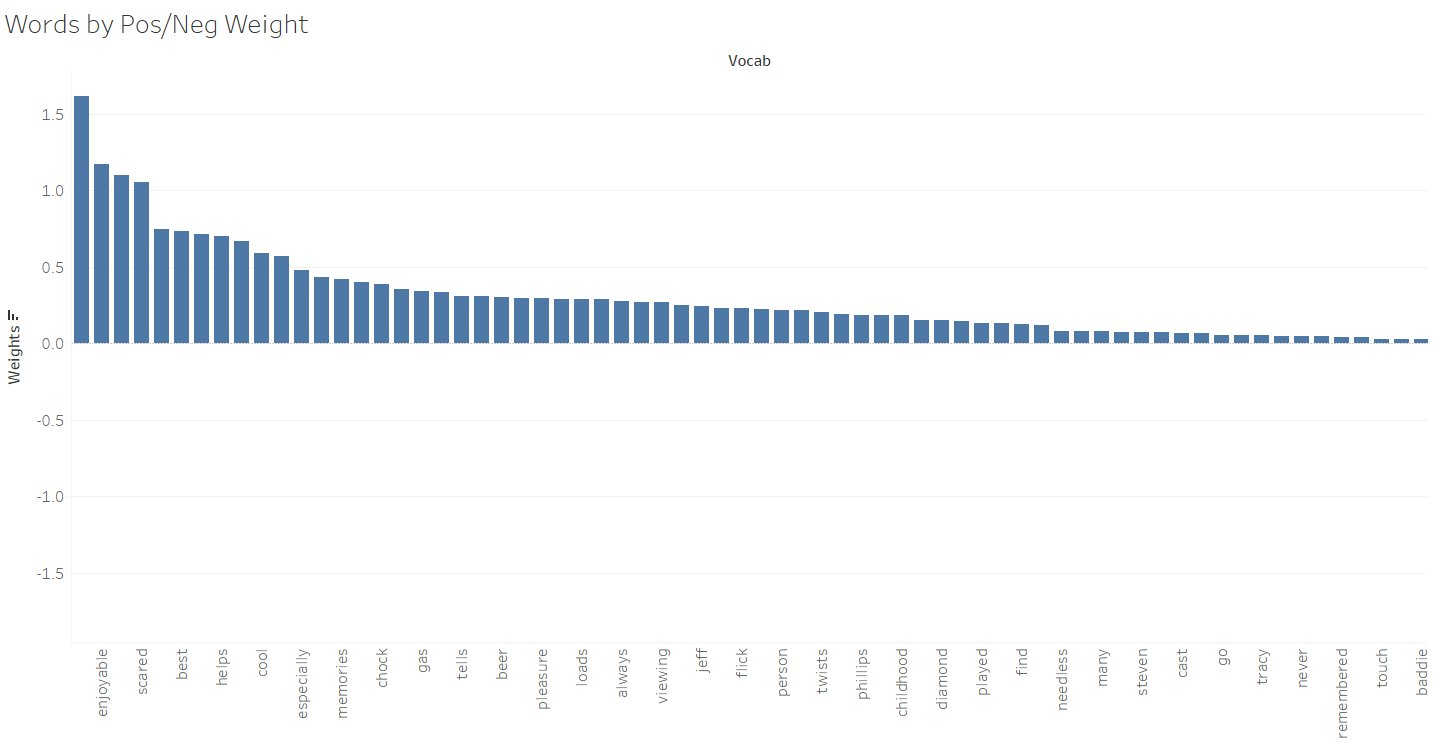 Words by Pos/Neg Weight
Vocab
1.5
1.0
0.5
0.0
-0.5
-1.0
-1.5
Weights
enjoyable
scared
best
helps
cool
especially
memories
chock
gas
tells
beer
pleasure
loads
always
viewing
jeff
flick
person
twists
phillips
childhood
diamond
played
find
needless
many
steven
cast
go
tracy
never
remembered
touch
baddie